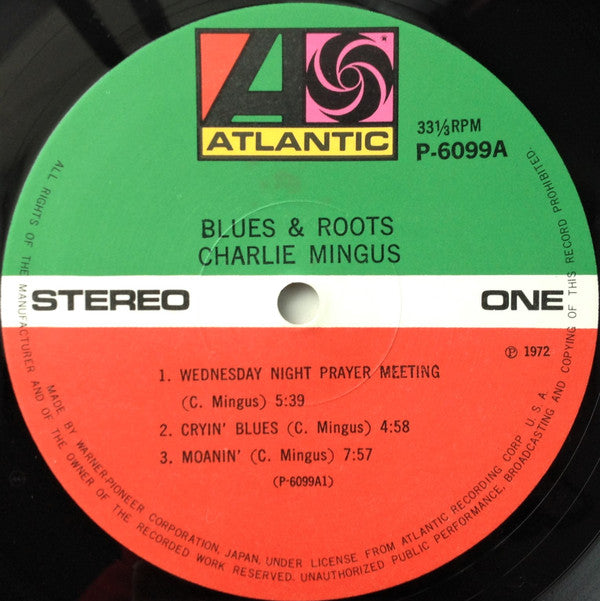 ATLANTIC
33⅓RPM
P-6099A
BLUES & ROOTS
CHARLIE MINGUS
STEREO
ONE
℗ 1972
1. WEDNESDAY NIGHT PRAYER MEETING
(C. Mingus) 5:39
2. CRYIN' BLUES (C. Mingus) 4:58
3. MOANIN' (C. Mingus) 7:57
(P-6099A1)
MADE BY WARNER-PIONEER CORPORATION, JAPAN, UNDER LICENSE FROM ATLANTIC RECORDING CORP. U.S.A.
ALL RIGHTS OF THE MANUFACTURER AND OF THE OWNER OF THE RECORDED WORK RESERVED. UNAUTHORIZED PUBLIC PERFORMANCE, BROADCASTING AND COPYING OF THIS RECORD PROHIBITED.